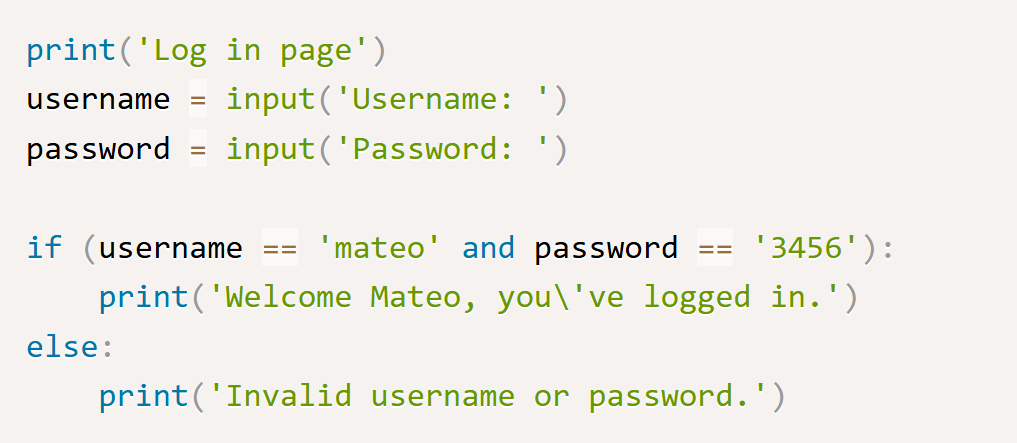 print('Log in page')
username = input('Username: ')
password = input('Password: ')
if (username == 'mateo' and password == '3456'):
    print('Welcome Mateo, you\'ve logged in.')
else:
    print('Invalid username or password.')